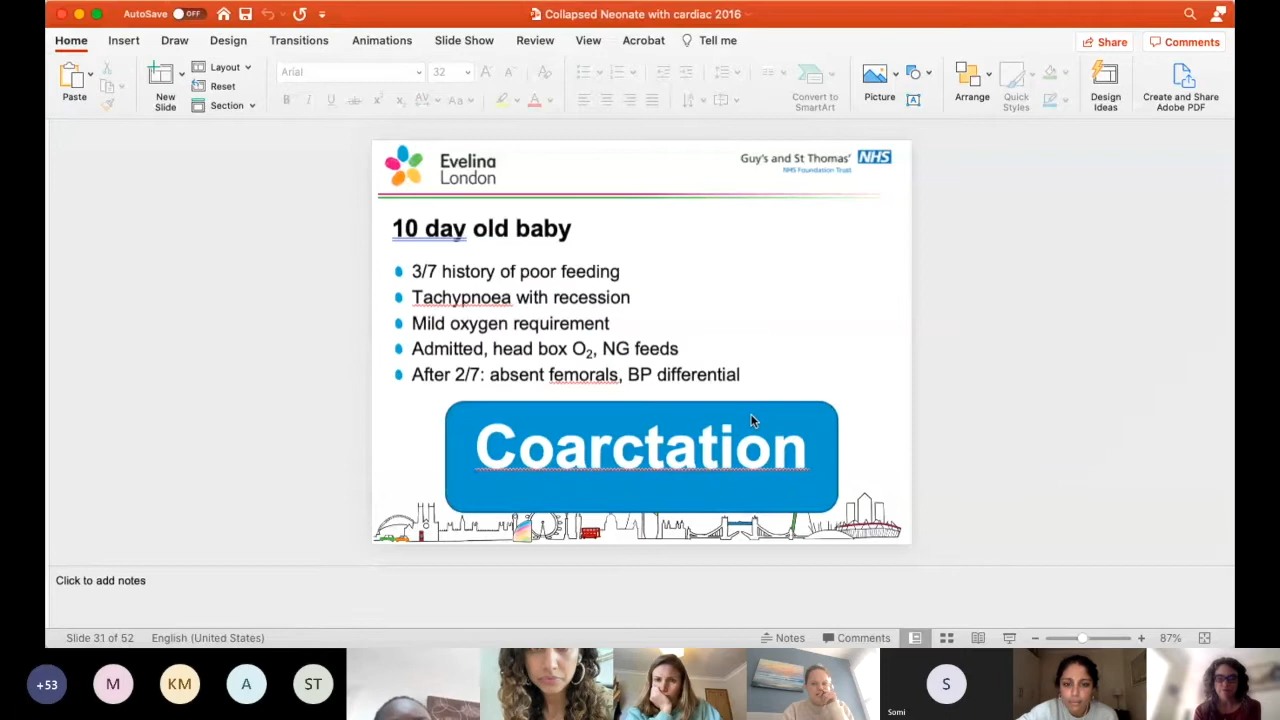 AutoSave OFF
Collapsed Neonate with cardiac 2016
Home Insert Draw Design Transitions Animations Slide Show Review View Acrobat Tell me
Share Comments
Paste
New
Slide
Layout
Reset
Section
Arial 32
Convert to
SmartArt
Picture
Arrange
Quick
Styles
Design
Ideas
Create and Share
Adobe PDF
Evelina
London
Guy's and St Thomas' NHS
NHS Foundation Trust
10 day old baby
3/7 history of poor feeding
Tachypnoea with recession
Mild oxygen requirement
Admitted, head box O₂, NG feeds
After 2/7: absent femorals, BP differential
Coarctation
Click to add notes
Slide 31 of 52 English (United States) Notes Comments 87%
+53 M KM A ST S
Somi